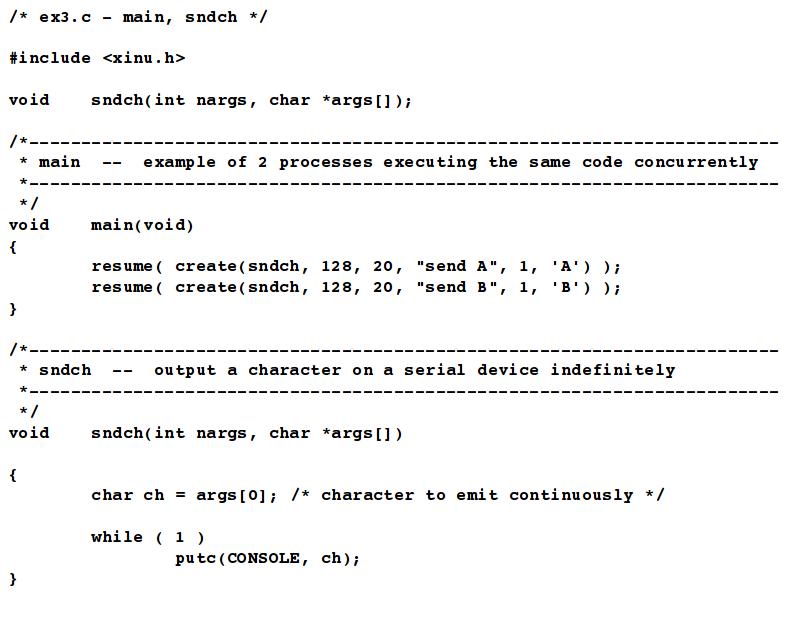 /* ex3.c - main, sndch */
#include <xinu.h>
void    sndch(int nargs, char *args[]);
/*------------------------------------------------------------------------
 * main  --  example of 2 processes executing the same code concurrently
 *------------------------------------------------------------------------
 */
void    main(void)
{
        resume( create(sndch, 128, 20, "send A", 1, 'A') );
        resume( create(sndch, 128, 20, "send B", 1, 'B') );
}
/*------------------------------------------------------------------------
 * sndch  --  output a character on a serial device indefinitely
 *------------------------------------------------------------------------
 */
void    sndch(int nargs, char *args[])
{
        char ch = args[0]; /* character to emit continuously */
        while ( 1 )
                putc(CONSOLE, ch);
}